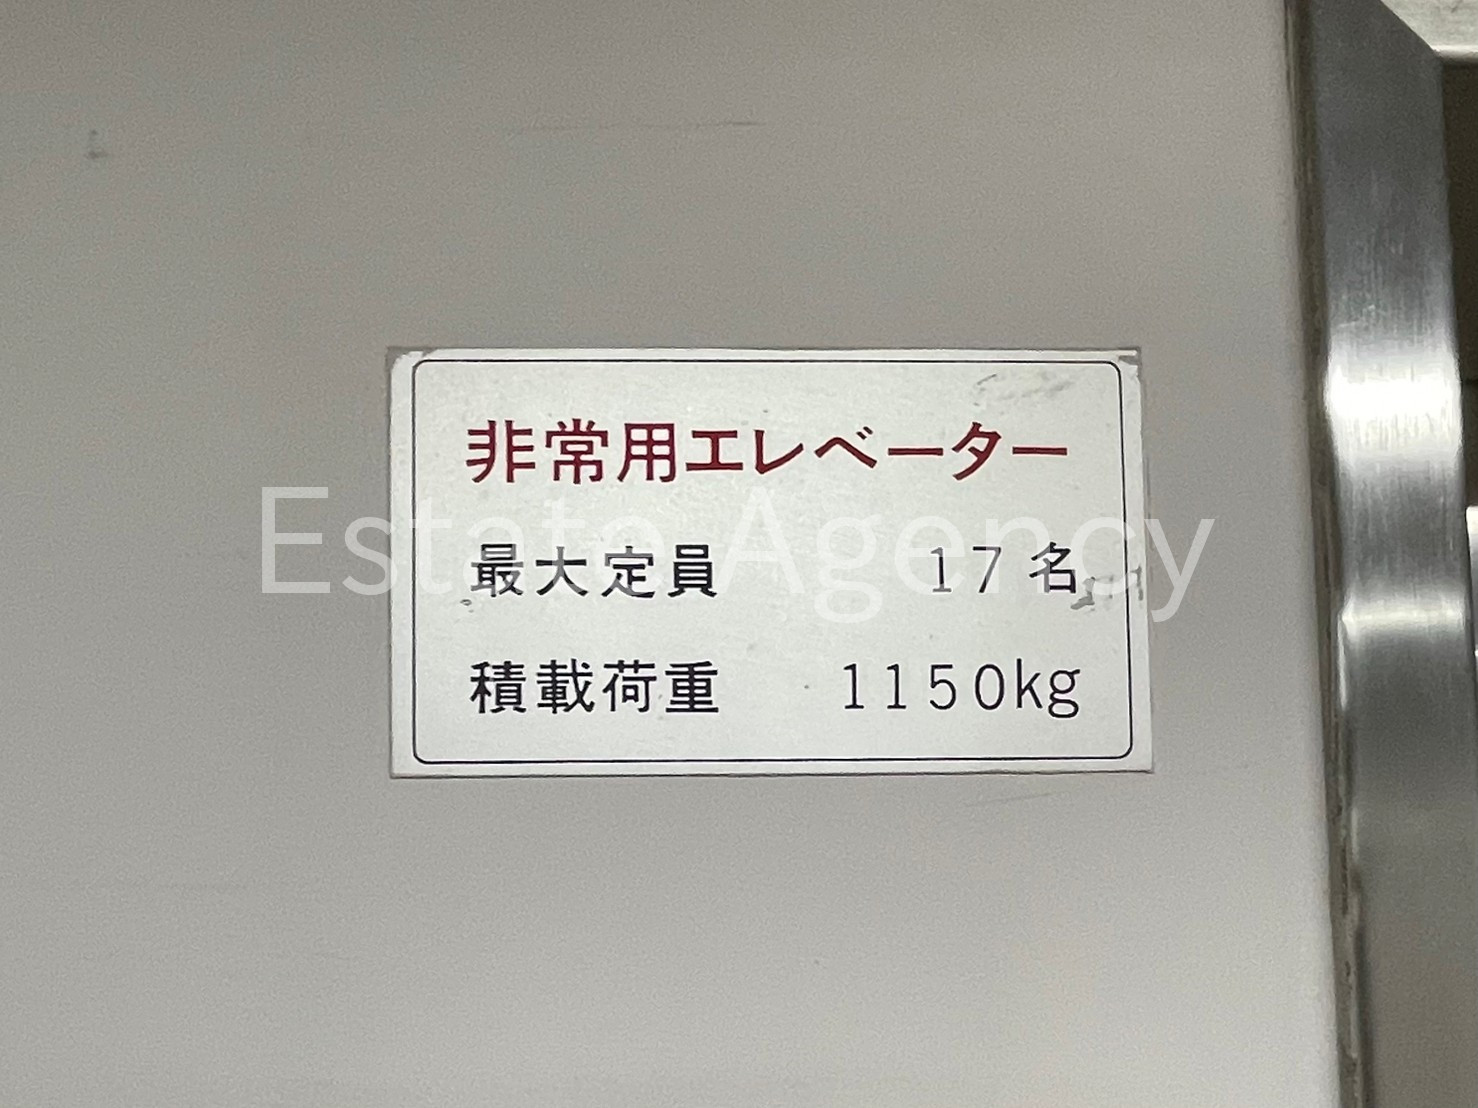 非常用エレベーター
Estate Agency
最大定員 17名
積載荷重 1150kg